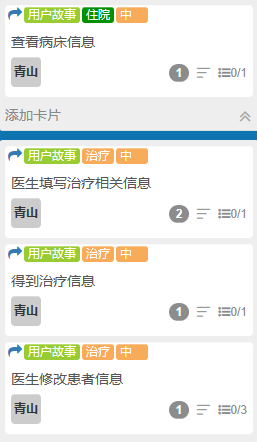 用户故事 住院 中
查看病床信息
青山 1 0/1
添加卡片
用户故事 治疗 中
医生填写治疗相关信息
青山 2 0/1
用户故事 治疗 中
得到治疗信息
青山 1 0/1
用户故事 治疗 中
医生修改患者信息
青山 1 0/3